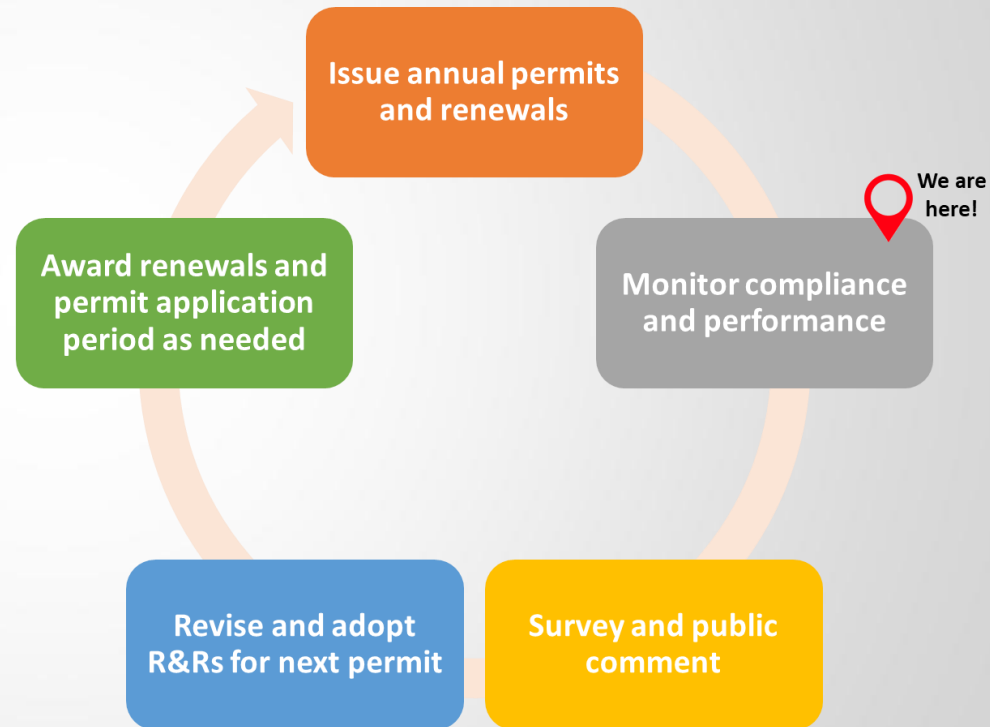 Issue annual permits
and renewals
We are
here!
Monitor compliance
and performance
Survey and public
comment
Revise and adopt
R&Rs for next permit
Award renewals and
permit application
period as needed